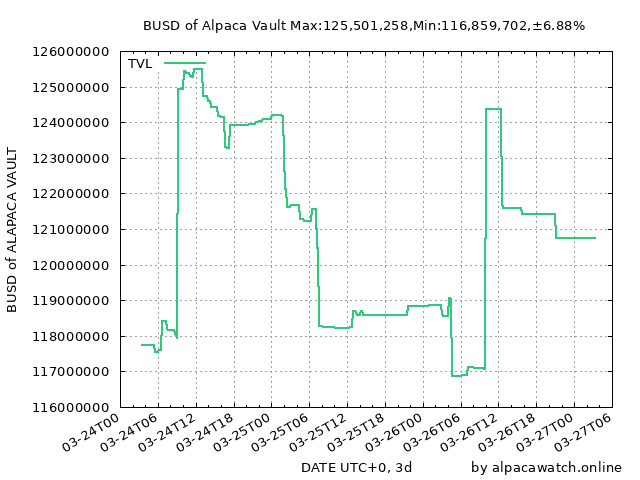 BUSD of Alpaca Vault Max:125,501,258,Min:116,859,702,±6.88%
BUSD of ALAPACA VAULT
TVL
126000000
125000000
124000000
123000000
122000000
121000000
120000000
119000000
118000000
117000000
116000000
03-24T00
03-24T06
03-24T12
03-24T18
03-25T00
03-25T06
03-25T12
03-25T18
03-26T00
03-26T06
03-26T12
03-26T18
03-27T00
03-27T06
DATE UTC+0, 3d
by alpacawatch.online